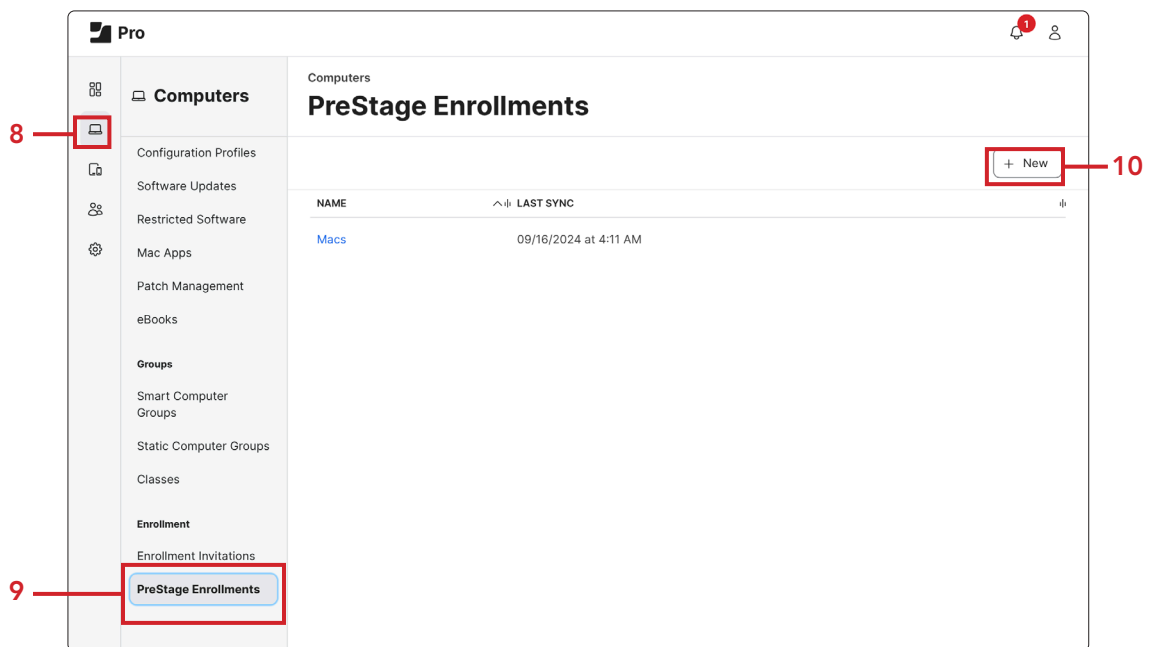 Pro
1
Computers
Configuration Profiles
Software Updates
Restricted Software
Mac Apps
Patch Management
eBooks
Groups
Smart Computer
Groups
Static Computer Groups
Classes
Enrollment
Enrollment Invitations
PreStage Enrollments
Computers
PreStage Enrollments
+ New
NAME LAST SYNC
Macs 09/16/2024 at 4:11 AM
8
9
10